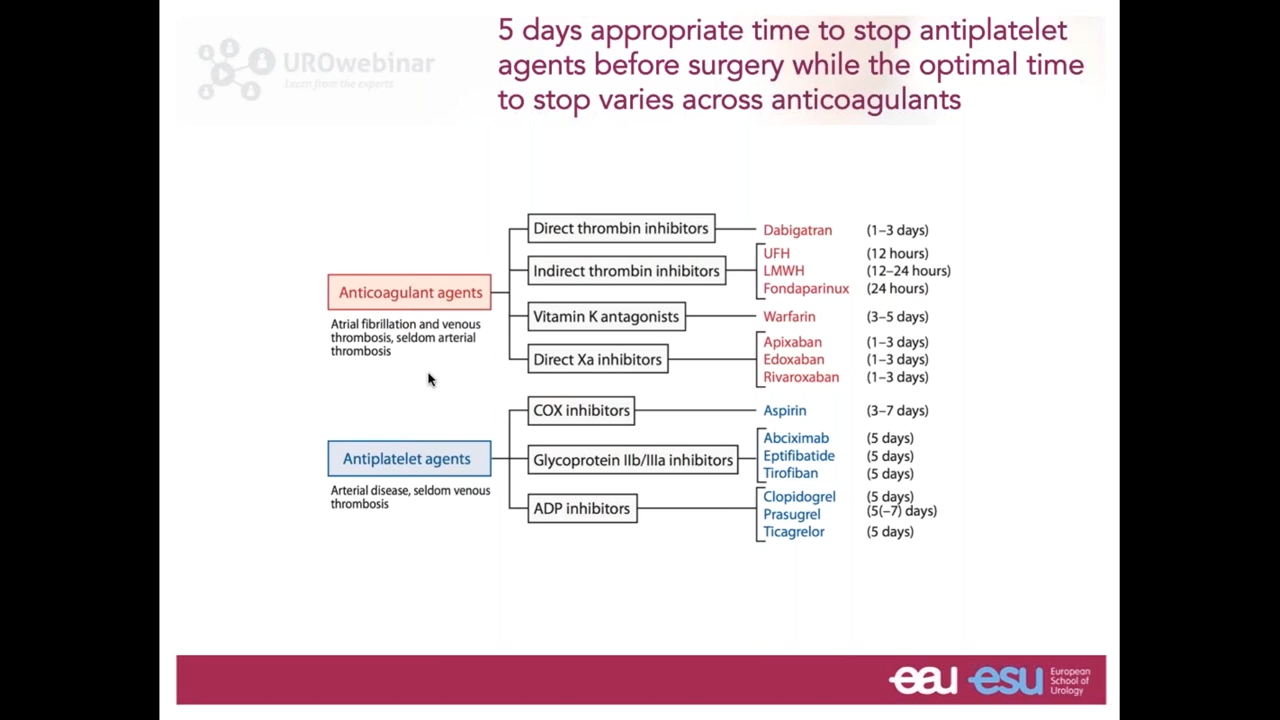 5 days appropriate time to stop antiplatelet
agents before surgery while the optimal time
to stop varies across anticoagulants
UROwebinar
Learn from the experts
Direct thrombin inhibitors
Dabigatran (1–3 days)
UFH (12 hours)
Indirect thrombin inhibitors
LMWH (12–24 hours)
Fondaparinux (24 hours)
Anticoagulant agents
Atrial fibrillation and venous
thrombosis, seldom arterial
thrombosis
Vitamin K antagonists
Warfarin (3–5 days)
Direct Xa inhibitors
Apixaban (1–3 days)
Edoxaban (1–3 days)
Rivaroxaban (1–3 days)
COX inhibitors
Aspirin (3–7 days)
Antiplatelet agents
Arterial disease, seldom venous
thrombosis
Glycoprotein IIb/IIIa inhibitors
Abciximab (5 days)
Eptifibatide (5 days)
Tirofiban (5 days)
ADP inhibitors
Clopidogrel (5 days)
Prasugrel (5(–7) days)
Ticagrelor (5 days)
eau esu
European
School of
Urology